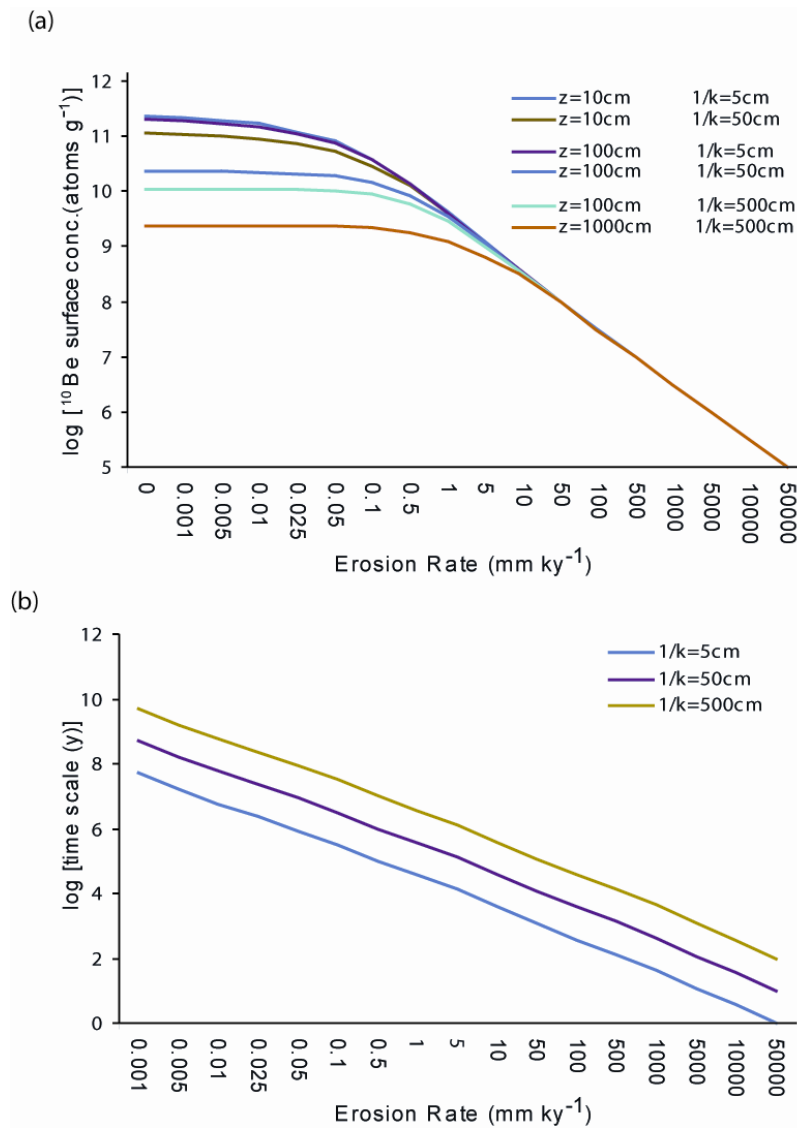 (a)
log [¹⁰Be surface conc.(atoms g⁻¹)]
12
11
10
9
8
7
6
5
z=10cm 1/k=5cm
z=10cm 1/k=50cm
z=100cm 1/k=5cm
z=100cm 1/k=50cm
z=100cm 1/k=500cm
z=1000cm 1/k=500cm
0 0.001 0.005 0.01 0.025 0.05 0.1 0.5 1 5 10 50 100 500 1000 5000 10000 50000
Erosion Rate (mm ky⁻¹)
(b)
log [time scale (y)]
12
10
8
6
4
2
0
1/k=5cm
1/k=50cm
1/k=500cm
0.001 0.005 0.01 0.025 0.05 0.1 0.5 1 5 10 50 100 500 1000 5000 10000 50000
Erosion Rate (mm ky⁻¹)